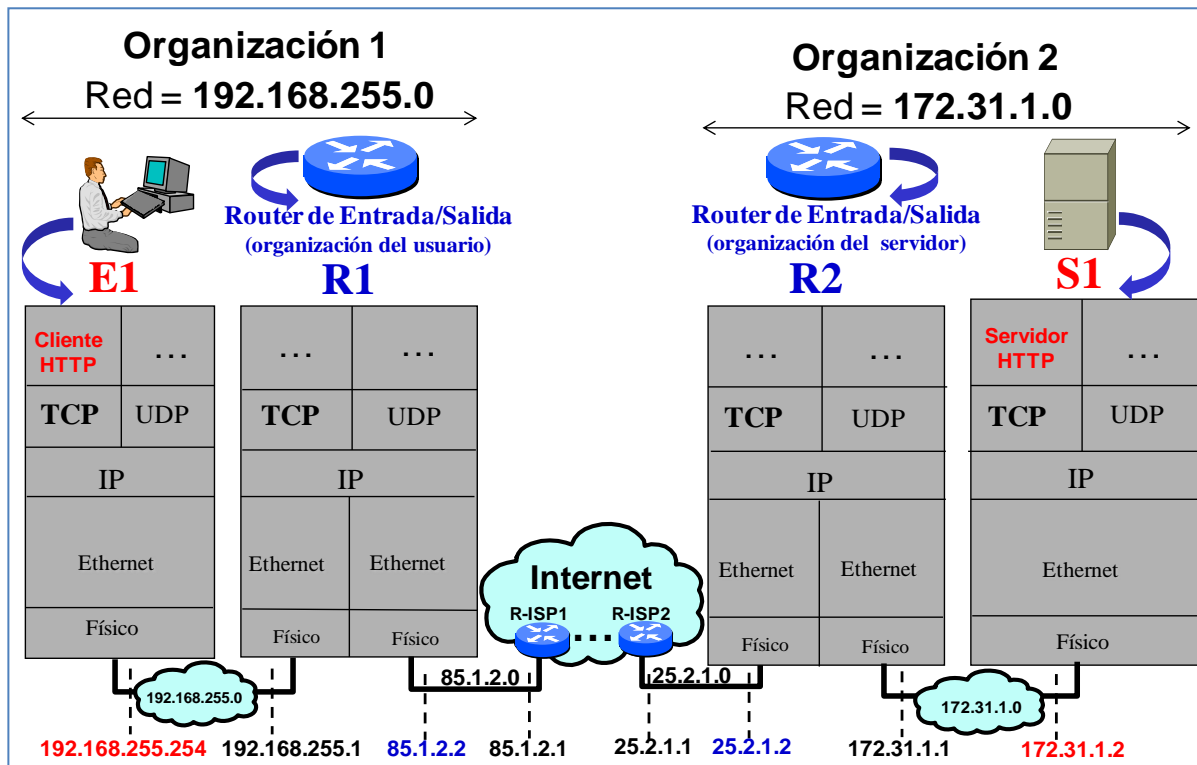 Organización 1
Red = 192.168.255.0
Organización 2
Red = 172.31.1.0
Router de Entrada/Salida
(organización del usuario)
Router de Entrada/Salida
(organización del servidor)
E1
R1
R2
S1
Cliente
HTTP
...
TCP
UDP
IP
Ethernet
Físico
...
...
TCP
UDP
IP
Ethernet
Ethernet
Físico
Físico
Internet
R-ISP1
R-ISP2
...
...
...
TCP
UDP
IP
Ethernet
Ethernet
Físico
Físico
Servidor
HTTP
...
TCP
UDP
IP
Ethernet
Físico
192.168.255.0
85.1.2.0
25.2.1.0
172.31.1.0
192.168.255.254
192.168.255.1
85.1.2.2
85.1.2.1
25.2.1.1
25.2.1.2
172.31.1.1
172.31.1.2